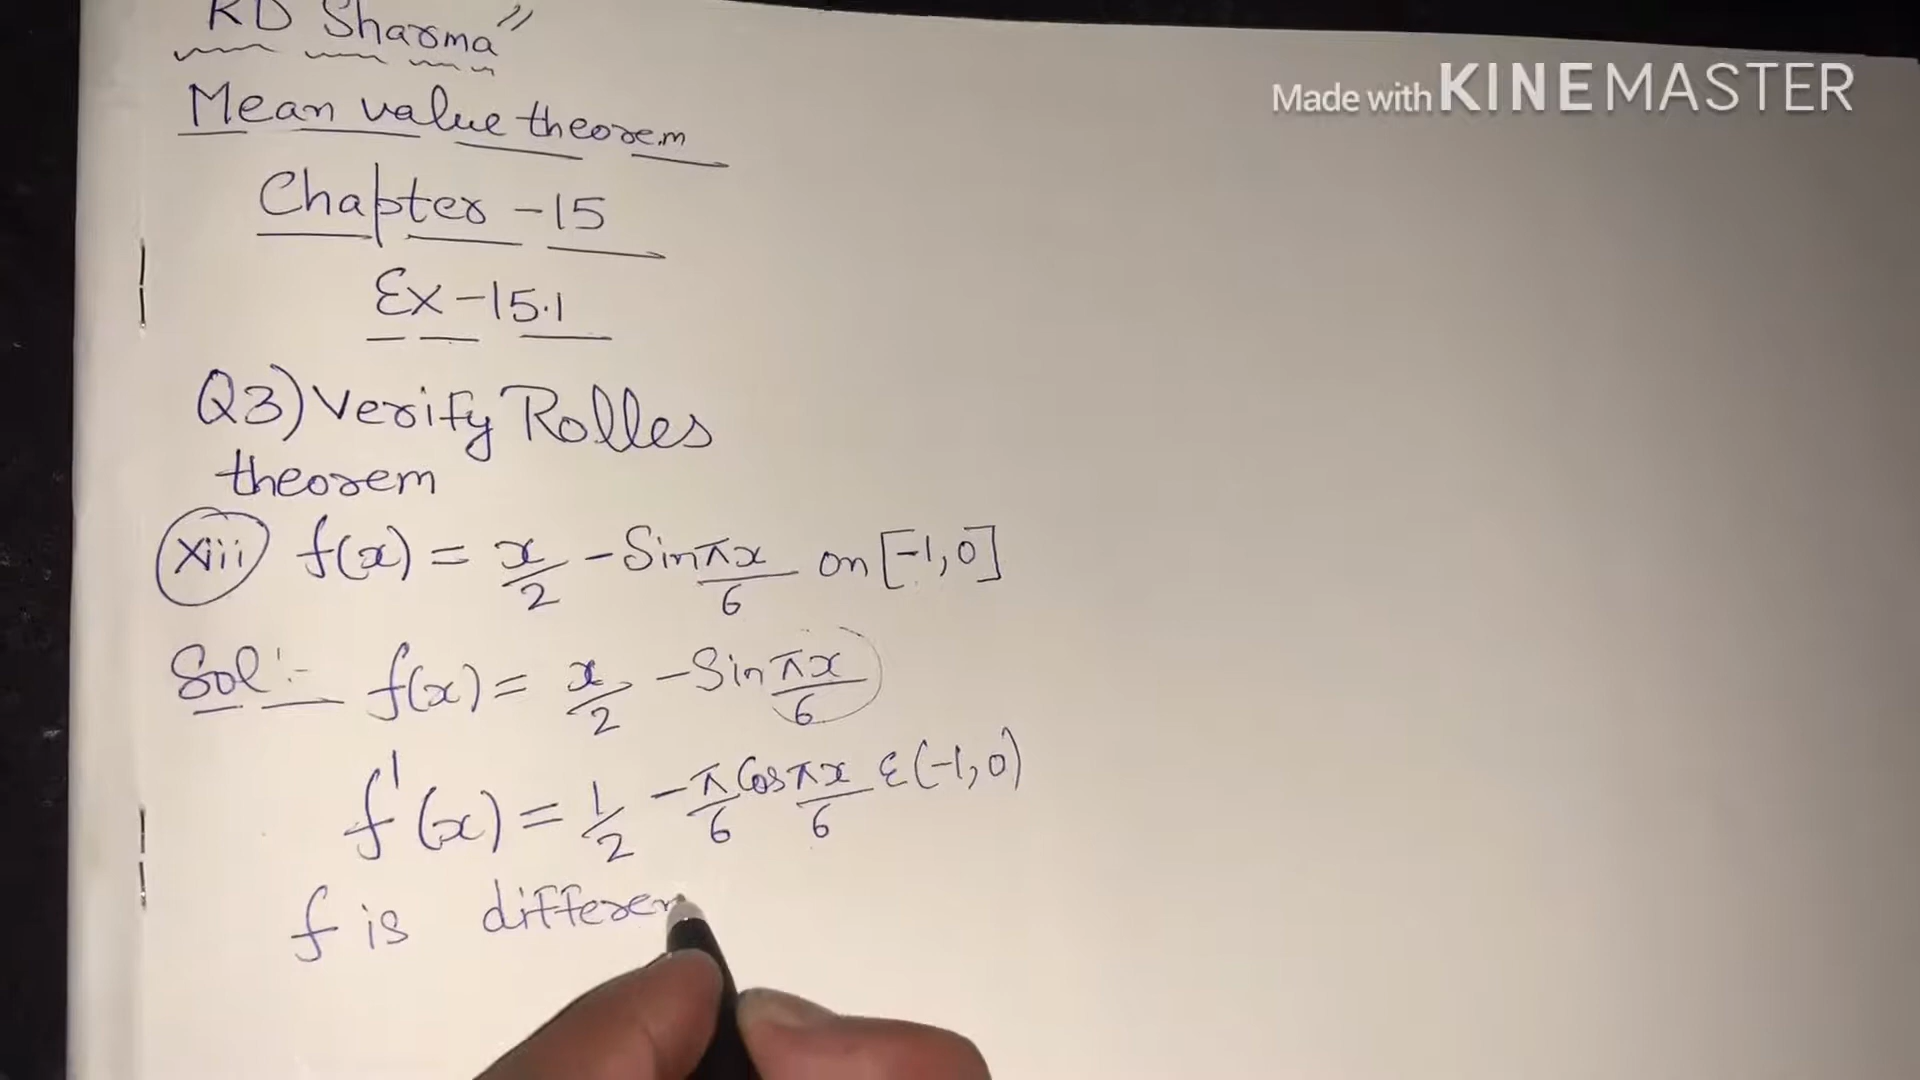 RD Sharma"
Made with KINEMASTER
Mean value theorem
Chapter - 15
Ex - 15.1
Q3) Verify Rolles
theorem
xiii f(x) = x/2 - Sin πx/6 on [-1,0]
Sol:- f(x) = x/2 - Sin πx/6
f'(x) = 1/2 - π/6 Cos πx/6 ε (-1,0)
f is differen